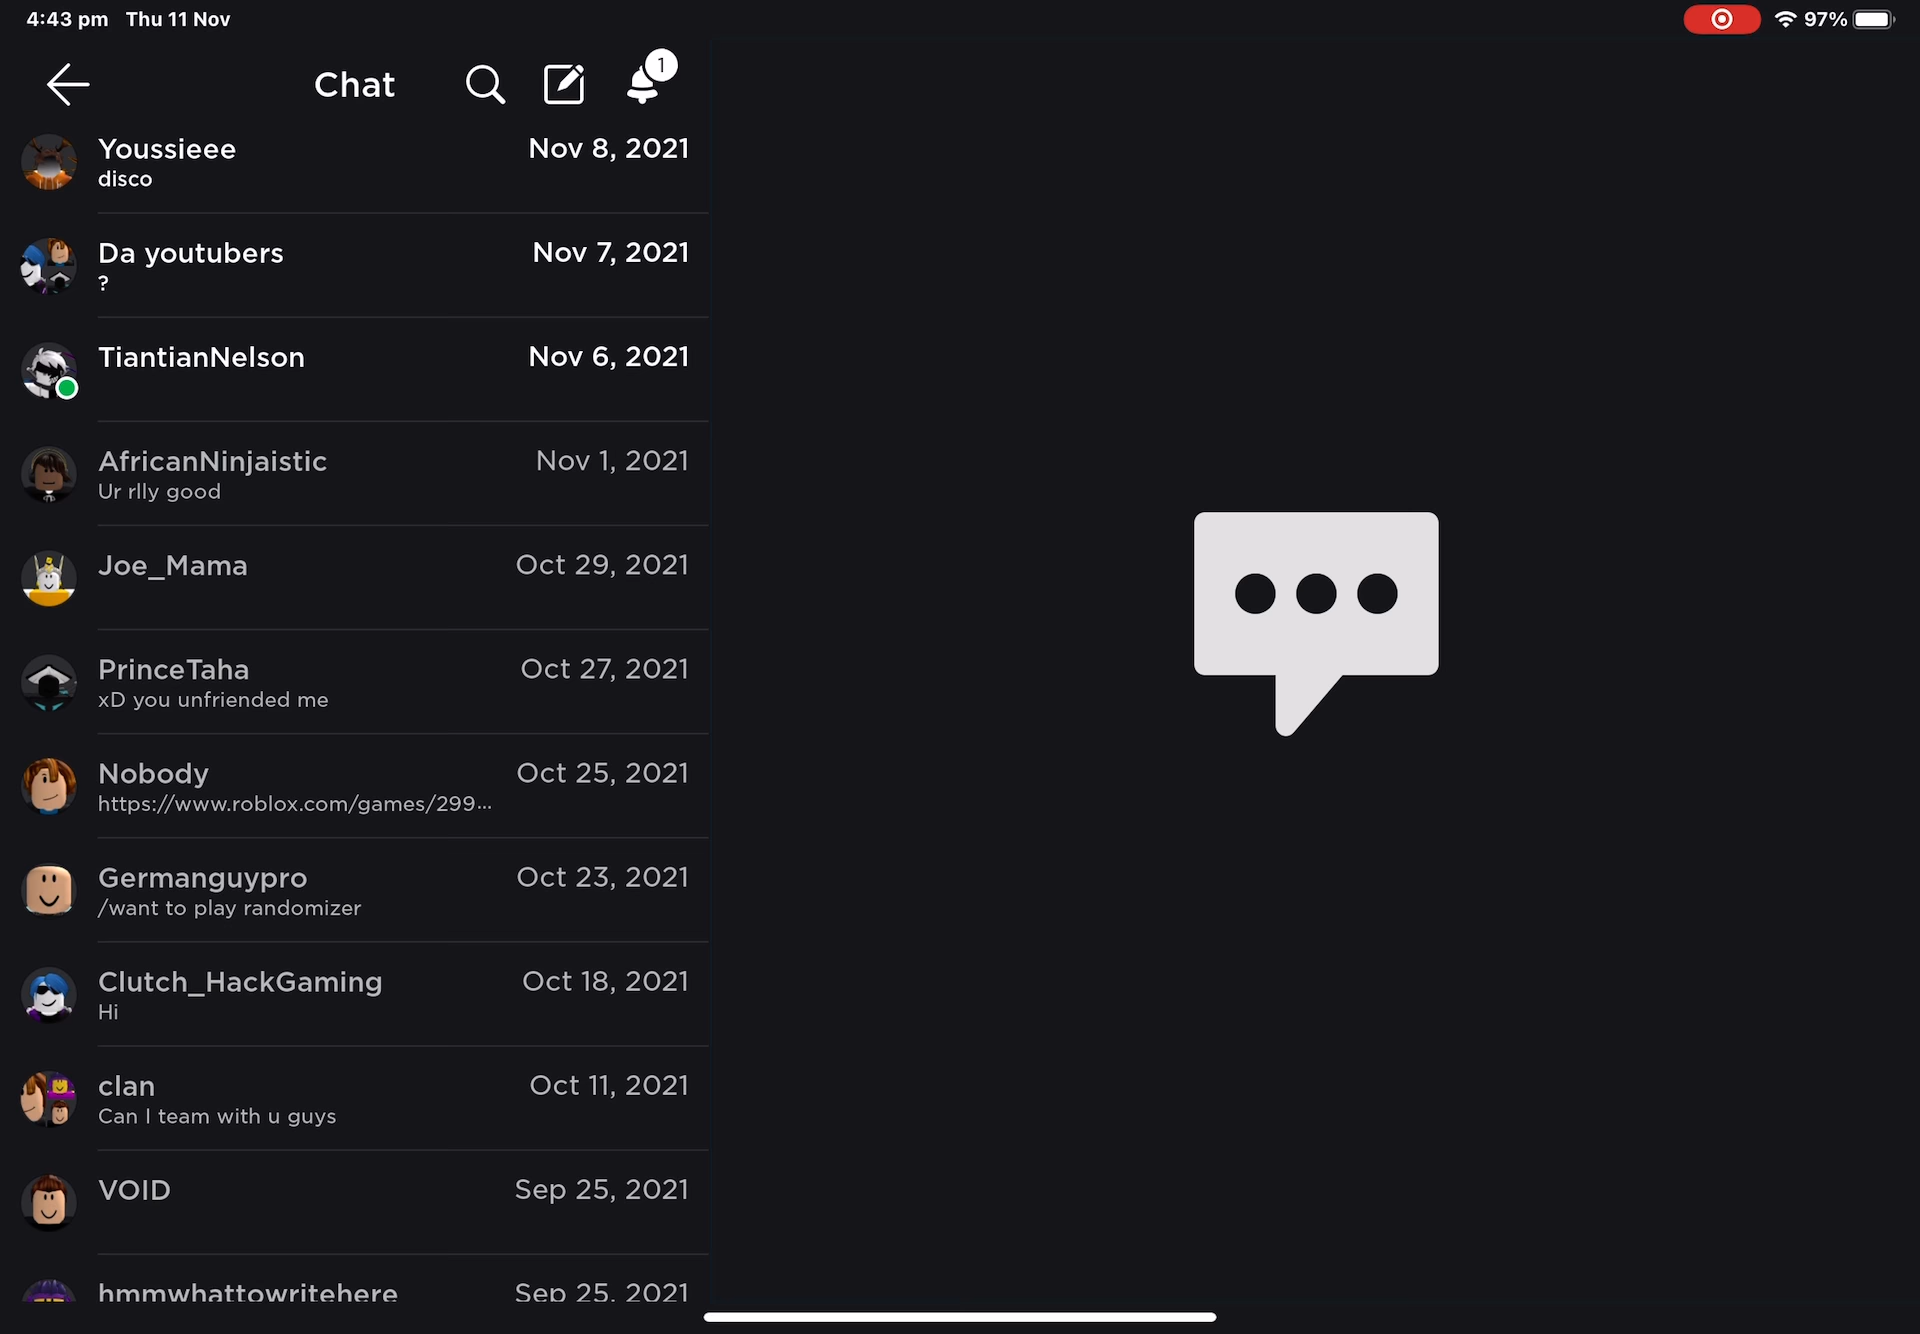 4:43 pm Thu 11 Nov
97%
Chat
1
Youssieee Nov 8, 2021
disco
Da youtubers Nov 7, 2021
?
TiantianNelson Nov 6, 2021
AfricanNinjaistic Nov 1, 2021
Ur rlly good
Joe_Mama Oct 29, 2021
PrinceTaha Oct 27, 2021
xD you unfriended me
Nobody Oct 25, 2021
https://www.roblox.com/games/299...
Germanguypro Oct 23, 2021
/want to play randomizer
Clutch_HackGaming Oct 18, 2021
Hi
clan Oct 11, 2021
Can I team with u guys
VOID Sep 25, 2021
hmmwhattowritehere Sep 25, 2021